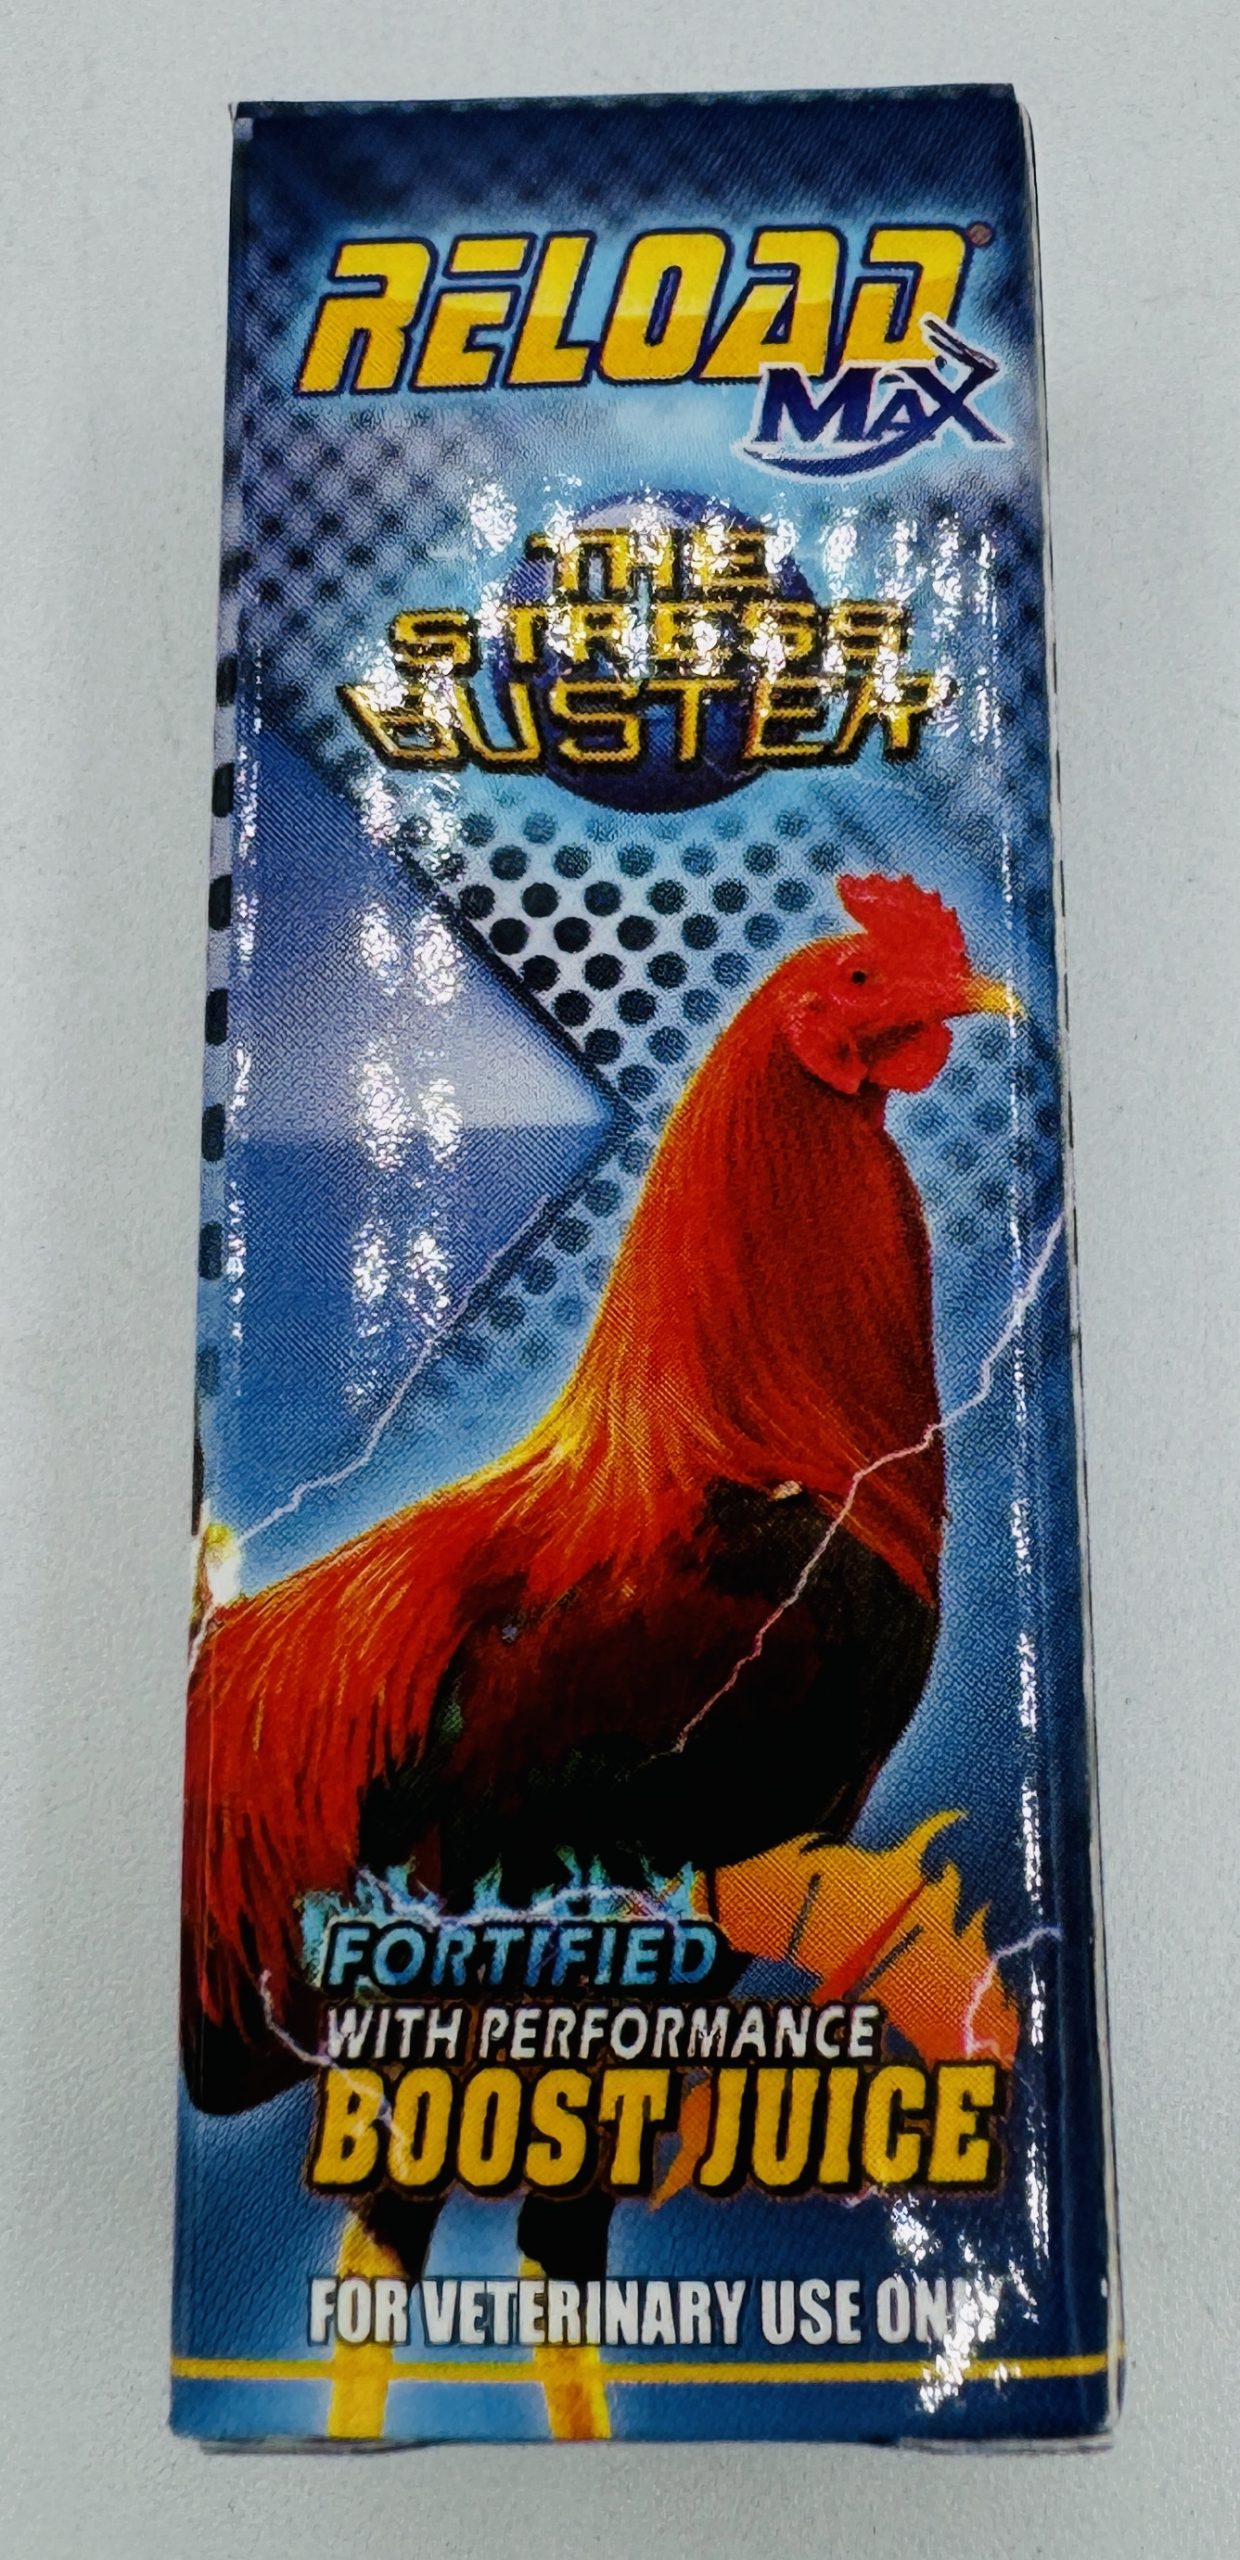 RELOAD®
MAX
THE
STRESS
BUSTER
FORTIFIED
WITH PERFORMANCE
BOOST JUICE
FOR VETERINARY USE ONLY